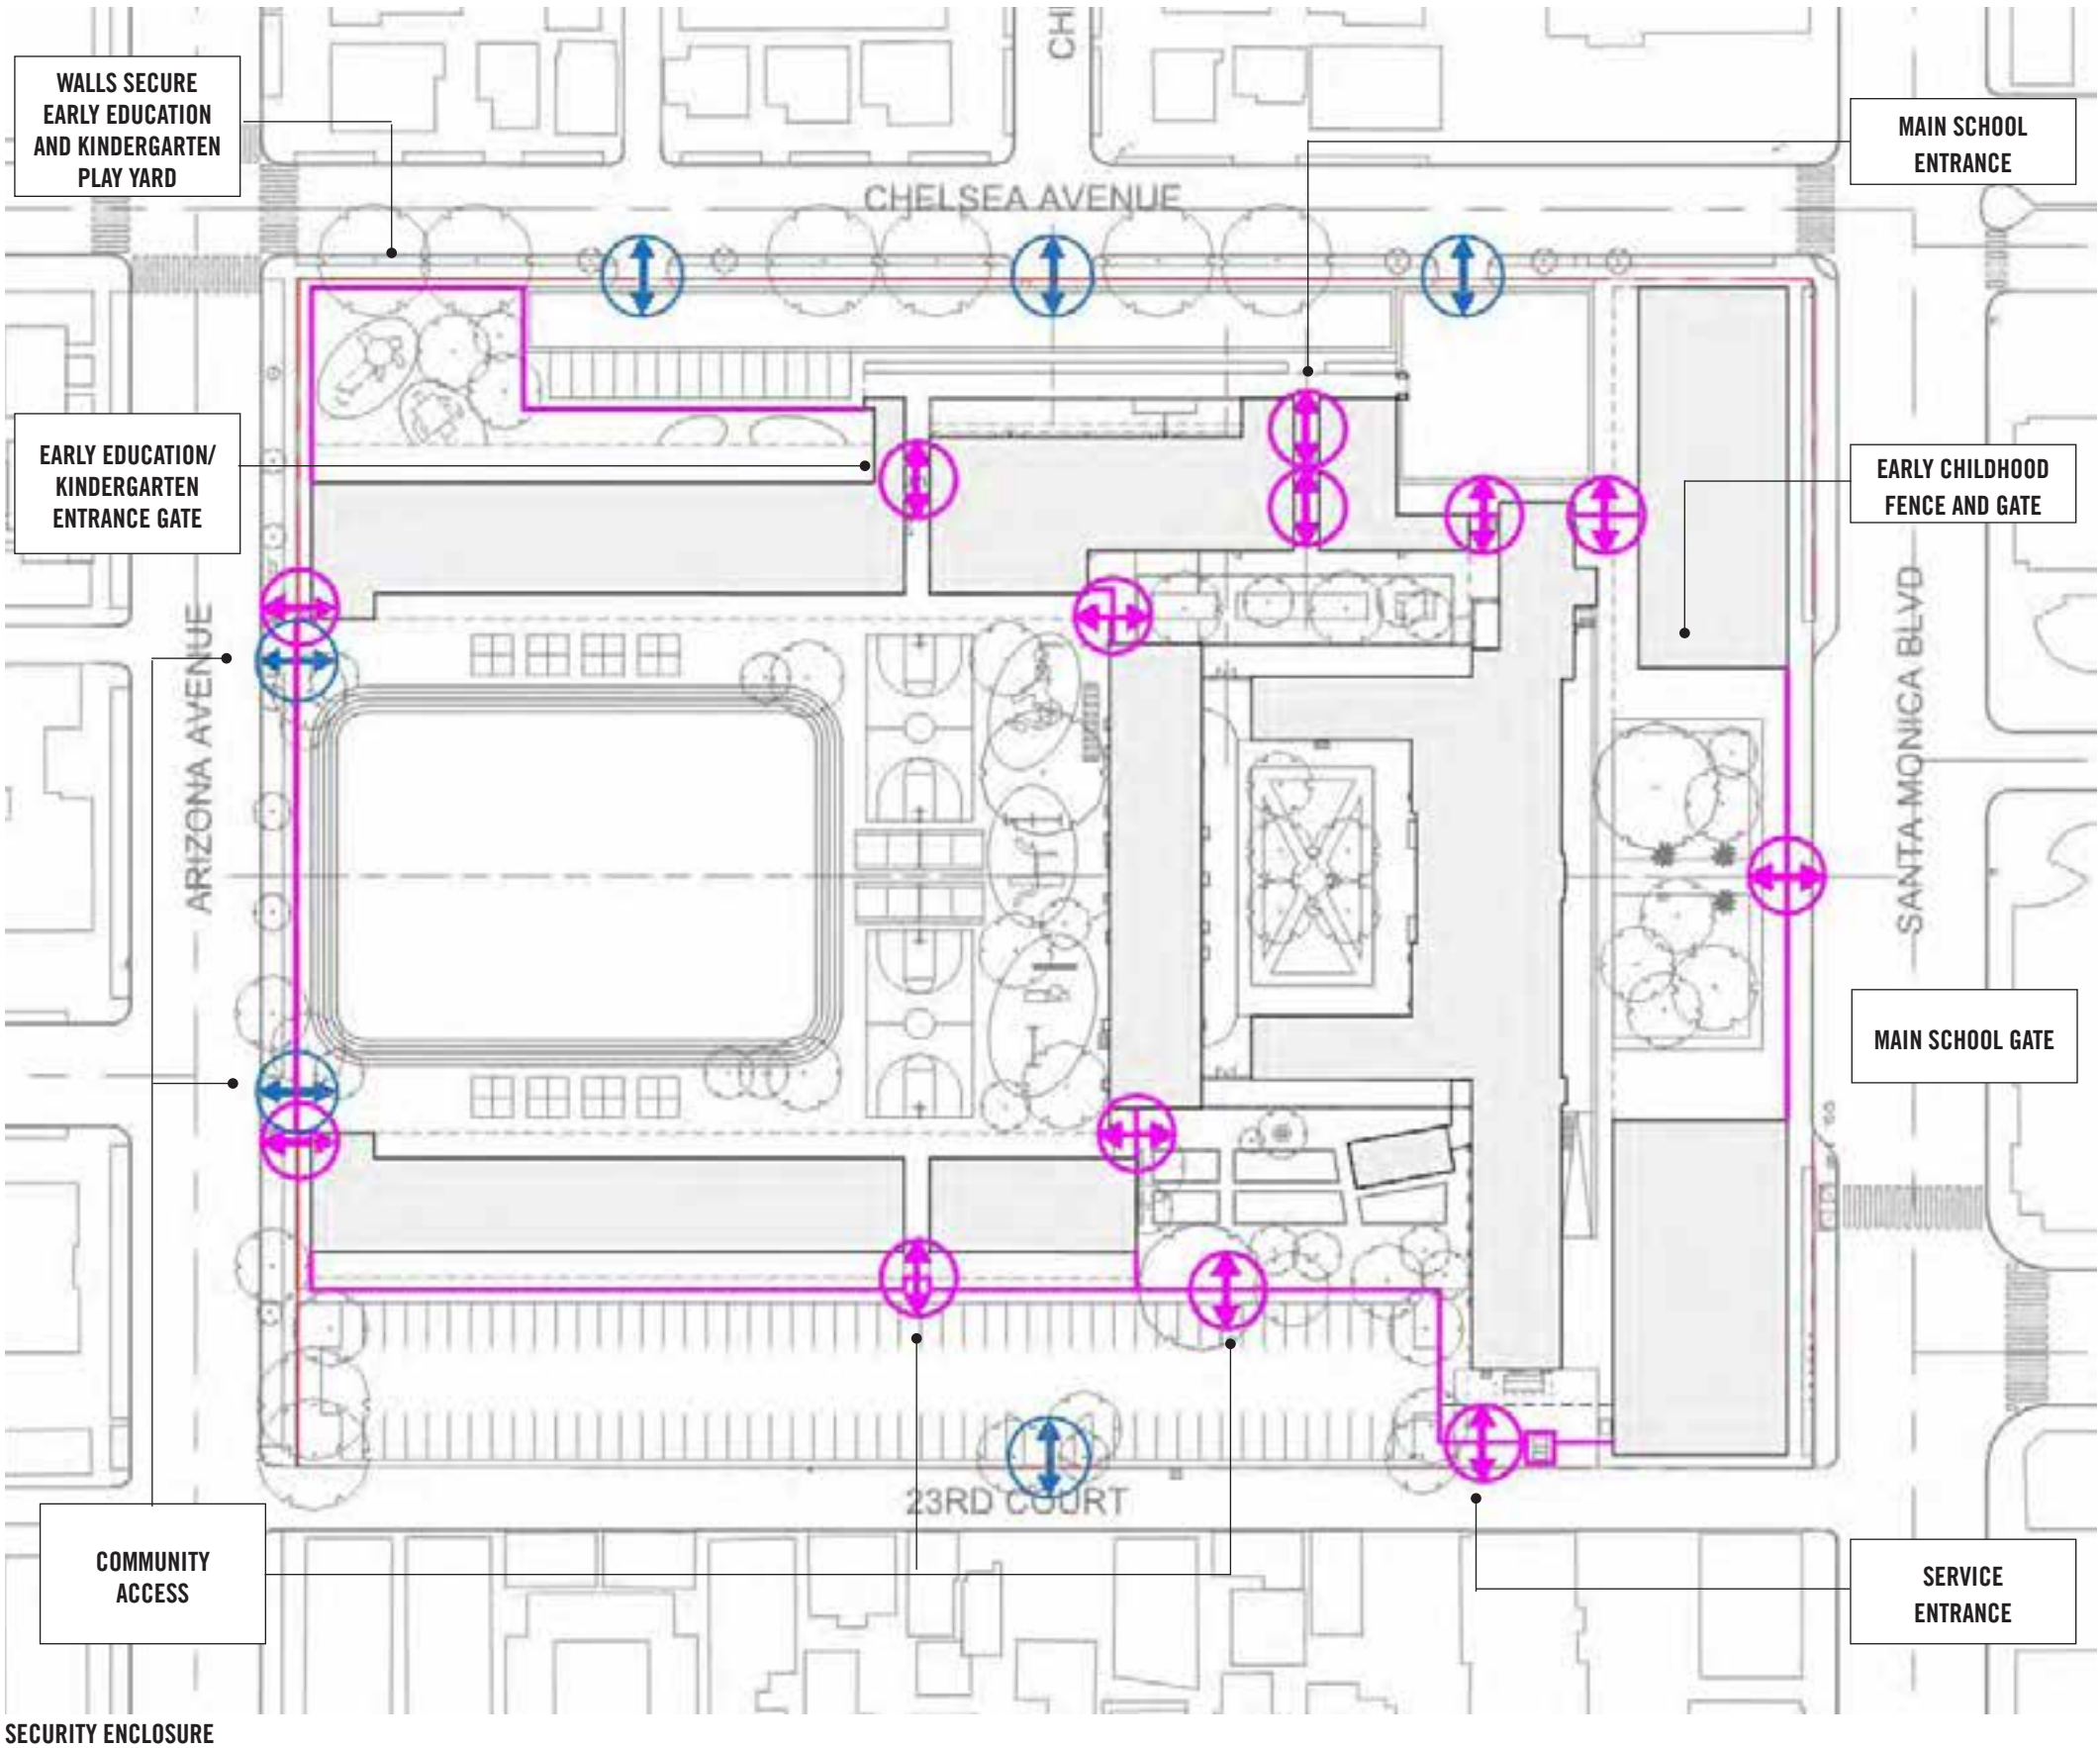 WALLS SECURE
EARLY EDUCATION
AND KINDERGARTEN
PLAY YARD
MAIN SCHOOL
ENTRANCE
CHELSEA AVENUE
EARLY EDUCATION/
KINDERGARTEN
ENTRANCE GATE
EARLY CHILDHOOD
FENCE AND GATE
ARIZONA AVENUE
SANTA MONICA BLVD
MAIN SCHOOL GATE
23RD COURT
COMMUNITY
ACCESS
SERVICE
ENTRANCE
SECURITY ENCLOSURE